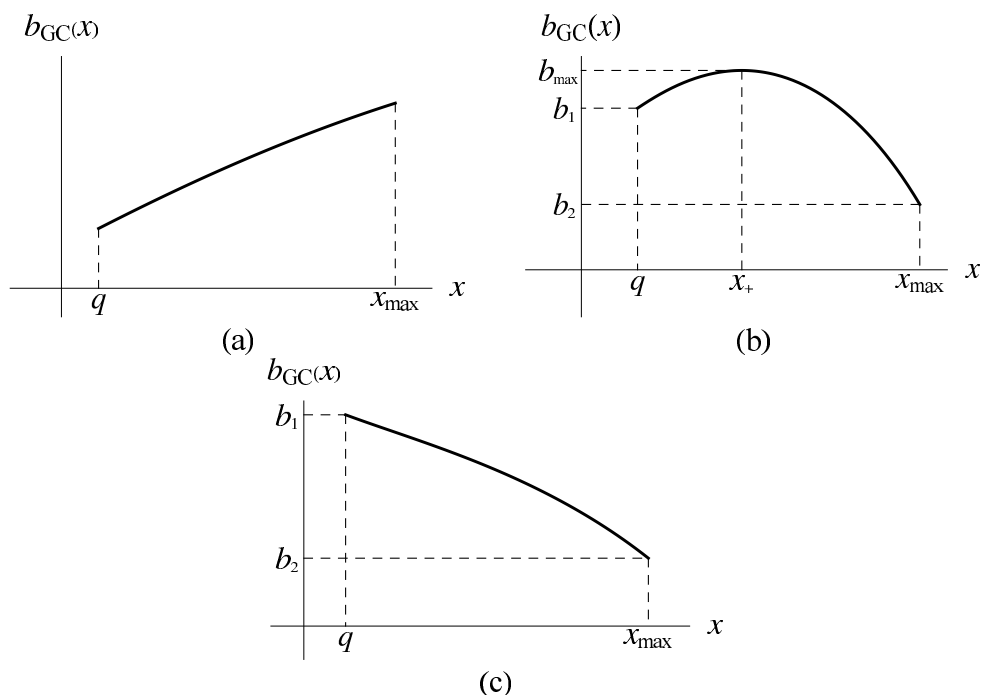 b_GC(x)
q
x_max
x
(a)
b_GC(x)
b_max
b_1
b_2
q
x_+
x_max
x
(b)
b_GC(x)
b_1
b_2
q
x_max
x
(c)